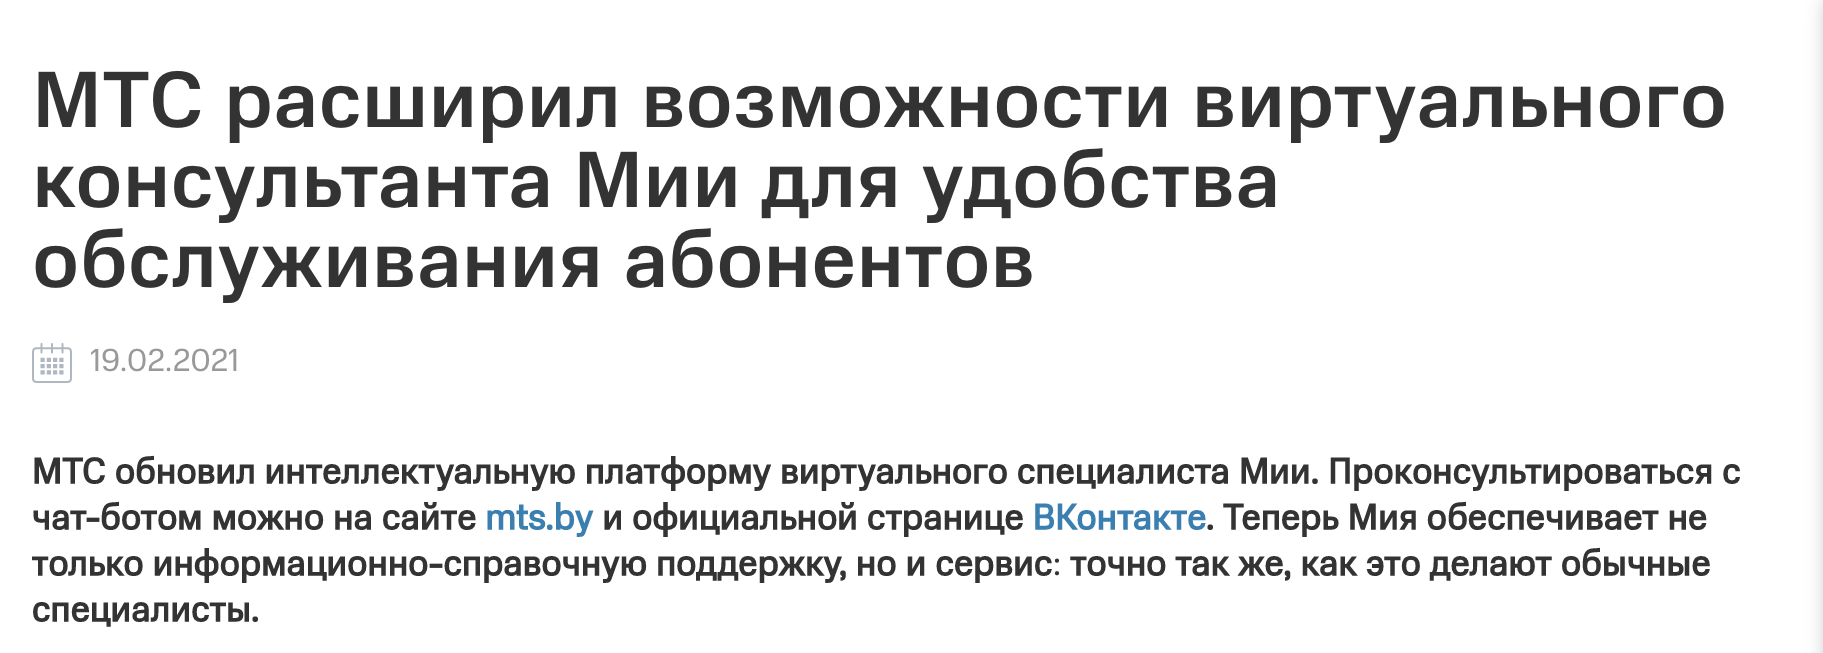 МТС расширил возможности виртуального
консультанта Мии для удобства
обслуживания абонентов
19.02.2021
МТС обновил интеллектуальную платформу виртуального специалиста Мии. Проконсультироваться с
чат-ботом можно на сайте mts.by и официальной странице ВКонтакте. Теперь Мия обеспечивает не
только информационно-справочную поддержку, но и сервис: точно так же, как это делают обычные
специалисты.